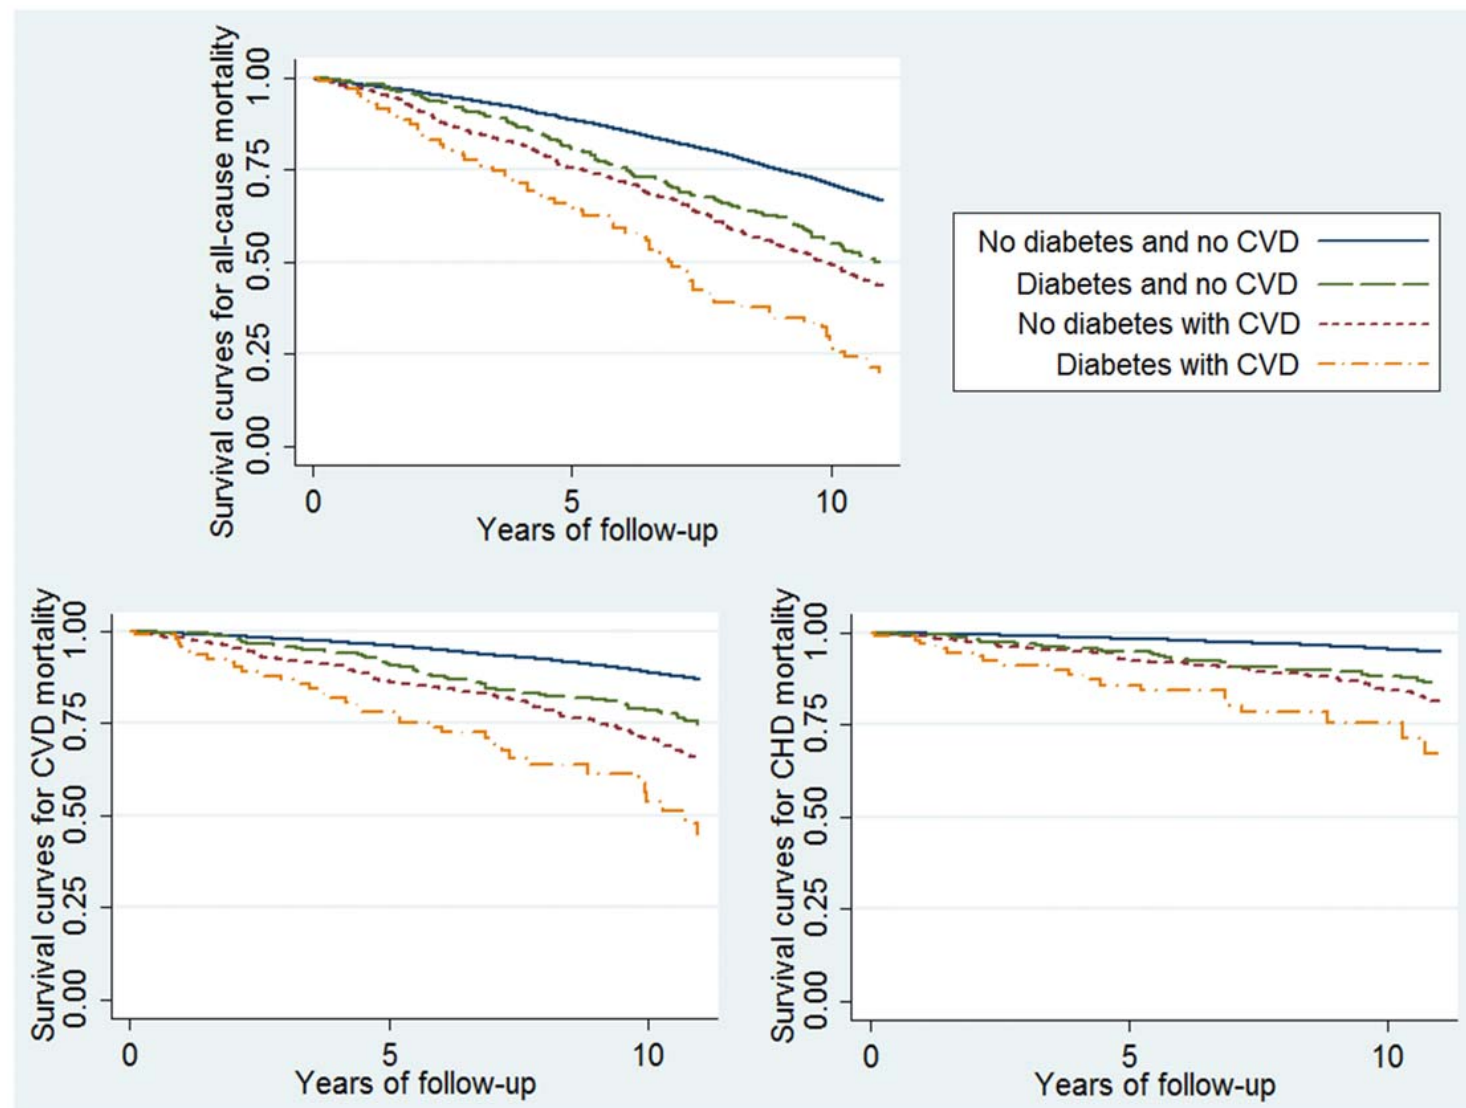 Survival curves for all-cause mortality
1.00
0.75
0.50
0.25
0.00
0
5
10
Years of follow-up
No diabetes and no CVD
Diabetes and no CVD
No diabetes with CVD
Diabetes with CVD
Survival curves for CVD mortality
1.00
0.75
0.50
0.25
0.00
0
5
10
Years of follow-up
Survival curves for CHD mortality
1.00
0.75
0.50
0.25
0.00
0
5
10
Years of follow-up